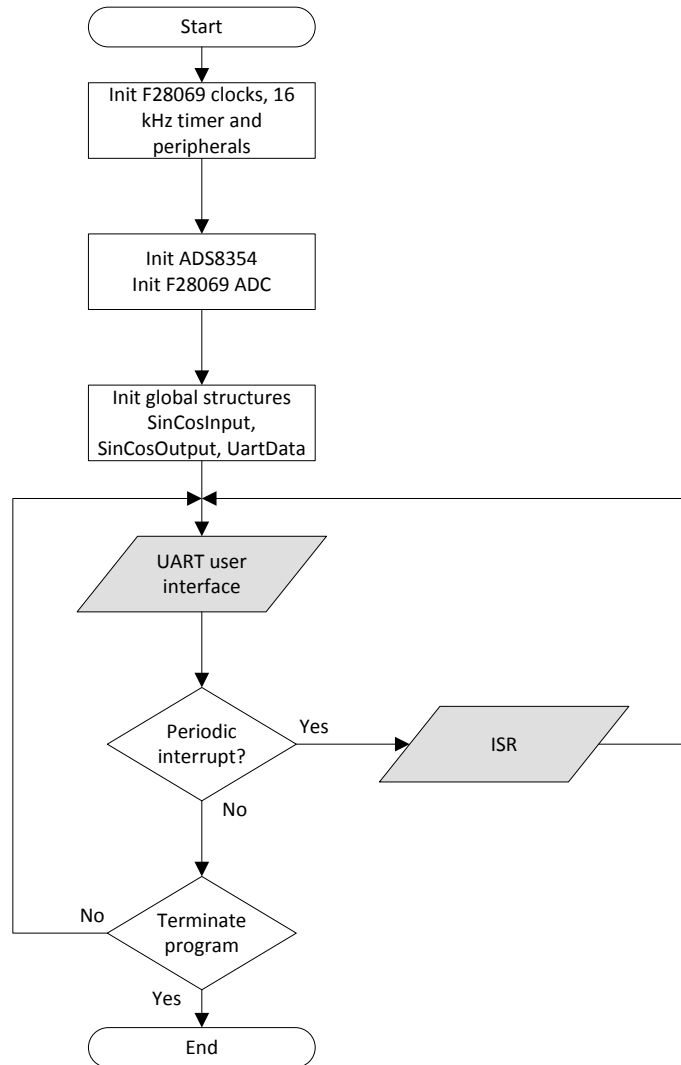 Start
Init F28069 clocks, 16
kHz timer and
peripherals
Init ADS8354
Init F28069 ADC
Init global structures
SinCosInput,
SinCosOutput, UartData
UART user
interface
Periodic
interrupt?
Yes
ISR
No
Terminate
program
No
Yes
End